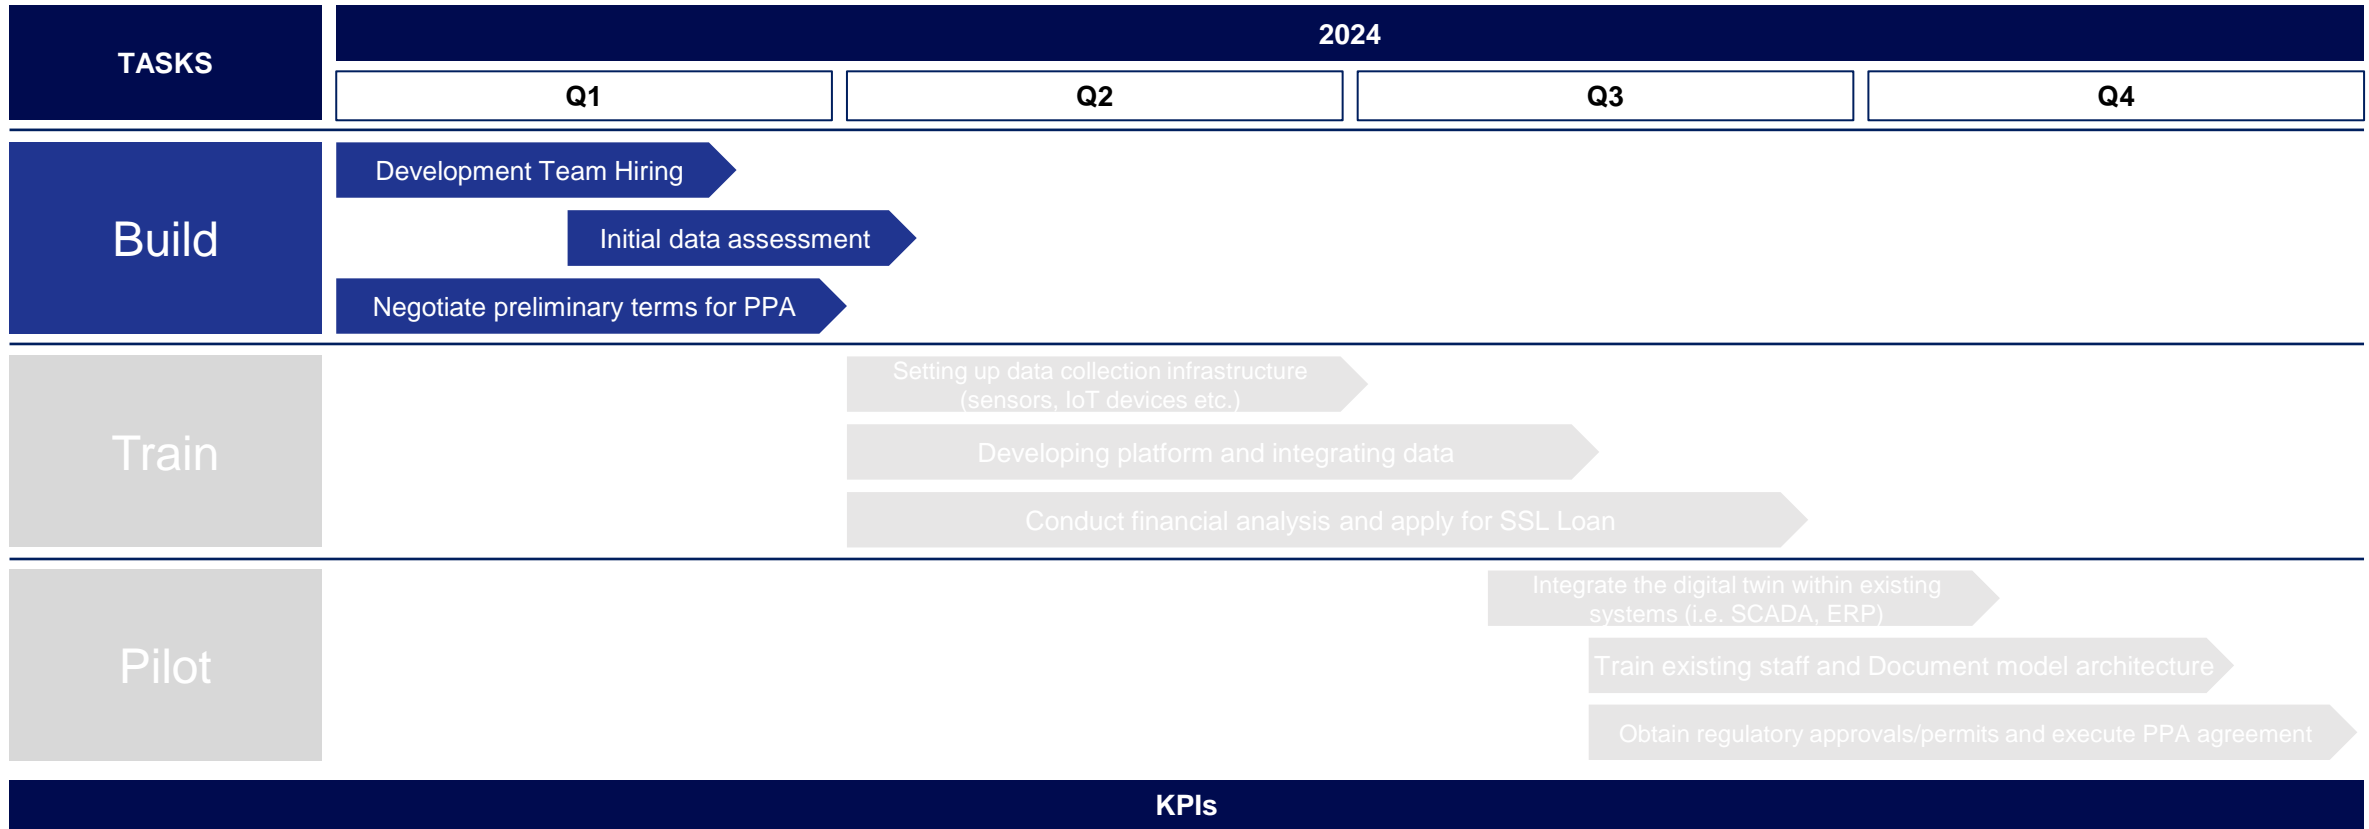 TASKS
2024
Q1
Q2
Q3
Q4
Build
Development Team Hiring
Initial data assessment
Negotiate preliminary terms for PPA
Train
Setting up data collection infrastructure
(sensors, IoT devices etc.)
Developing platform and integrating data
Conduct financial analysis and apply for SSL Loan
Pilot
Integrate the digital twin within existing
systems (i.e. SCADA, ERP)
Train existing staff and Document model architecture
Obtain regulatory approvals/permits and execute PPA agreement
KPIs